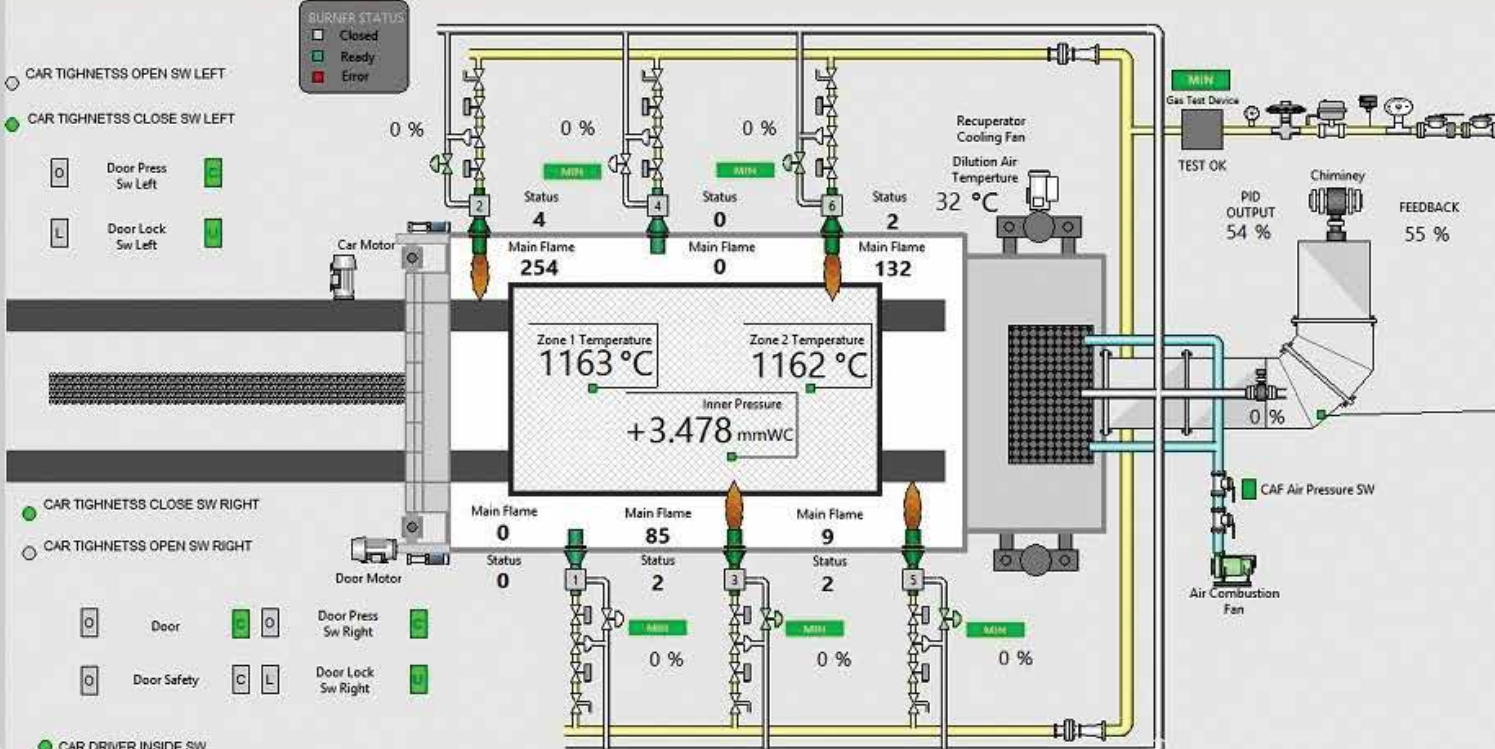 BURNER STATUS
Closed
Ready
Error
CAR TIGHNETSS OPEN SW LEFT
CAR TIGHNETSS CLOSE SW LEFT
O
Door Press
Sw Left
C
L
Door Lock
Sw Left
U
0 %
0 %
MIN
0 %
MIN
2
4
6
Status
4
Status
0
Status
2
Main Flame
254
Main Flame
0
Main Flame
132
Recuperator
Cooling Fan
Dilution Air
Temperture
32 °C
MIN
Gas Test Device
TEST OK
PID
OUTPUT
54 %
Chiminey
FEEDBACK
55 %
Car Motor
Zone 1 Temperature
1163 °C
Zone 2 Temperature
1162 °C
Inner Pressure
+3.478 mmWC
0 %
CAF Air Pressure SW
Air Combustion
Fan
CAR TIGHNETSS CLOSE SW RIGHT
CAR TIGHNETSS OPEN SW RIGHT
Door Motor
Main Flame
0
Status
0
Main Flame
85
Status
2
Main Flame
9
Status
2
1
3
5
MIN
0 %
MIN
0 %
MIN
0 %
O
Door
C
O
Door Press
Sw Right
C
O
Door Safety
C
L
Door Lock
Sw Right
U
CAR DRIVER INSIDE SW